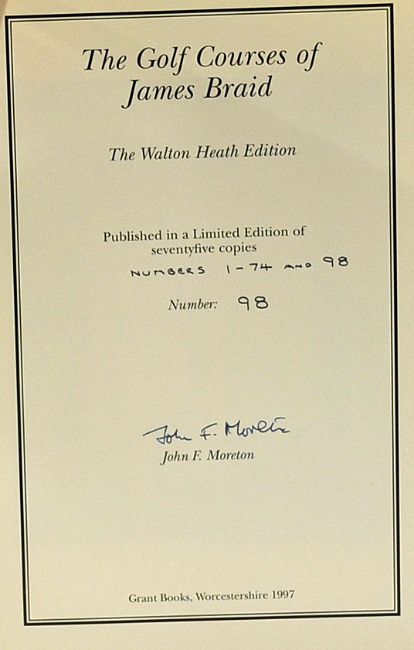 The Golf Courses of
James Braid
The Walton Heath Edition
Published in a Limited Edition of
seventyfive copies
NUMBERS 1-74 AND 98
Number: 98
John F. Moreton
John F. Moreton
Grant Books, Worcestershire 1997